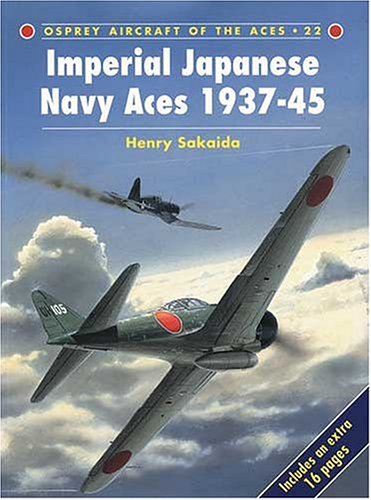 OSPREY AIRCRAFT OF THE ACES • 22
Imperial Japanese
Navy Aces 1937-45
Henry Sakaida
105
Includes an extra
16 pages